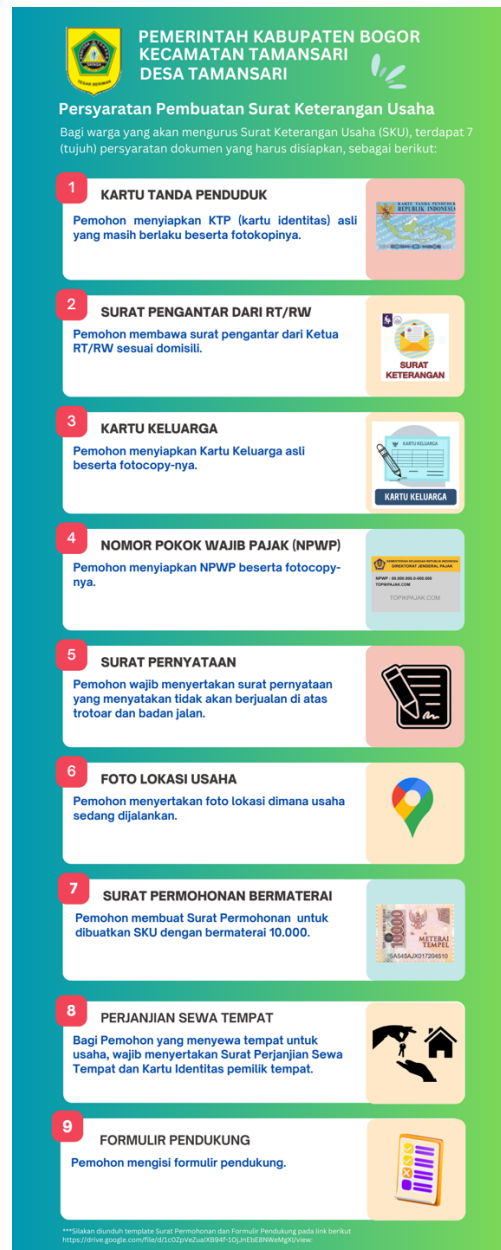 PEMERINTAH KABUPATEN BOGOR
KECAMATAN TAMANSARI
DESA TAMANSARI
TEGAR BERIMAN
Persyaratan Pembuatan Surat Keterangan Usaha
Bagi warga yang akan mengurus Surat Keterangan Usaha (SKU), terdapat 7
(tujuh) persyaratan dokumen yang harus disiapkan, sebagai berikut:
1
KARTU TANDA PENDUDUK
Pemohon menyiapkan KTP (kartu identitas) asli
yang masih berlaku beserta fotokopinya.
KARTU TANDA PENDUDUK
REPUBLIK INDONESIA
2
SURAT PENGANTAR DARI RT/RW
Pemohon membawa surat pengantar dari Ketua
RT/RW sesuai domisili.
SURAT
KETERANGAN
3
KARTU KELUARGA
Pemohon menyiapkan Kartu Keluarga asli
beserta fotocopy-nya.
KARTU KELUARGA
KARTU KELUARGA
4
NOMOR POKOK WAJIB PAJAK (NPWP)
Pemohon menyiapkan NPWP beserta fotocopy-
nya.
KEMENTERIAN KEUANGAN REPUBLIK INDONESIA
DIREKTORAT JENDERAL PAJAK
TOPIKPAJAK.COM
TOPIKPAJAK.COM
5
SURAT PERNYATAAN
Pemohon wajib menyertakan surat pernyataan
yang menyatakan tidak akan berjualan di atas
trotoar dan badan jalan.
6
FOTO LOKASI USAHA
Pemohon menyertakan foto lokasi dimana usaha
sedang dijalankan.
7
SURAT PERMOHONAN BERMATERAI
Pemohon membuat Surat Permohonan untuk
dibuatkan SKU dengan bermaterai 10.000.
10000
METERAI
TEMPEL
8
PERJANJIAN SEWA TEMPAT
Bagi Pemohon yang menyewa tempat untuk
usaha, wajib menyertakan Surat Perjanjian Sewa
Tempat dan Kartu Identitas pemilik tempat.
9
FORMULIR PENDUKUNG
Pemohon mengisi formulir pendukung.
***Silakan diunduh template Surat Permohonan dan Formulir Pendukung pada link berikut